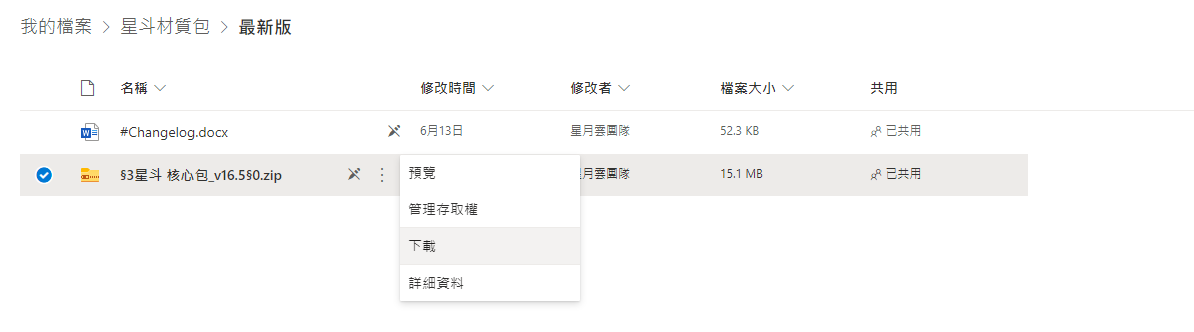 我的檔案 > 星斗材質包 > 最新版
名稱 修改時間 修改者 檔案大小 共用
#Changelog.docx 6月13日 星月雲團隊 52.3 KB 已共用
§3星斗 核心包_v16.5§0.zip 月雲團隊 15.1 MB 已共用
預覽
管理存取權
下載
詳細資料